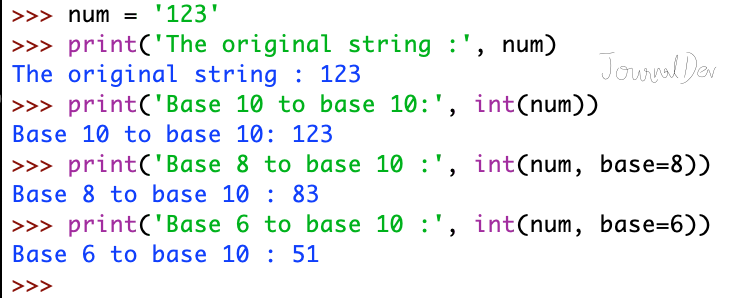 >>> num = '123'
>>> print('The original string :', num)
The original string : 123
JournalDev
>>> print('Base 10 to base 10:', int(num))
Base 10 to base 10: 123
>>> print('Base 8 to base 10 :', int(num, base=8))
Base 8 to base 10 : 83
>>> print('Base 6 to base 10 :', int(num, base=6))
Base 6 to base 10 : 51
>>>